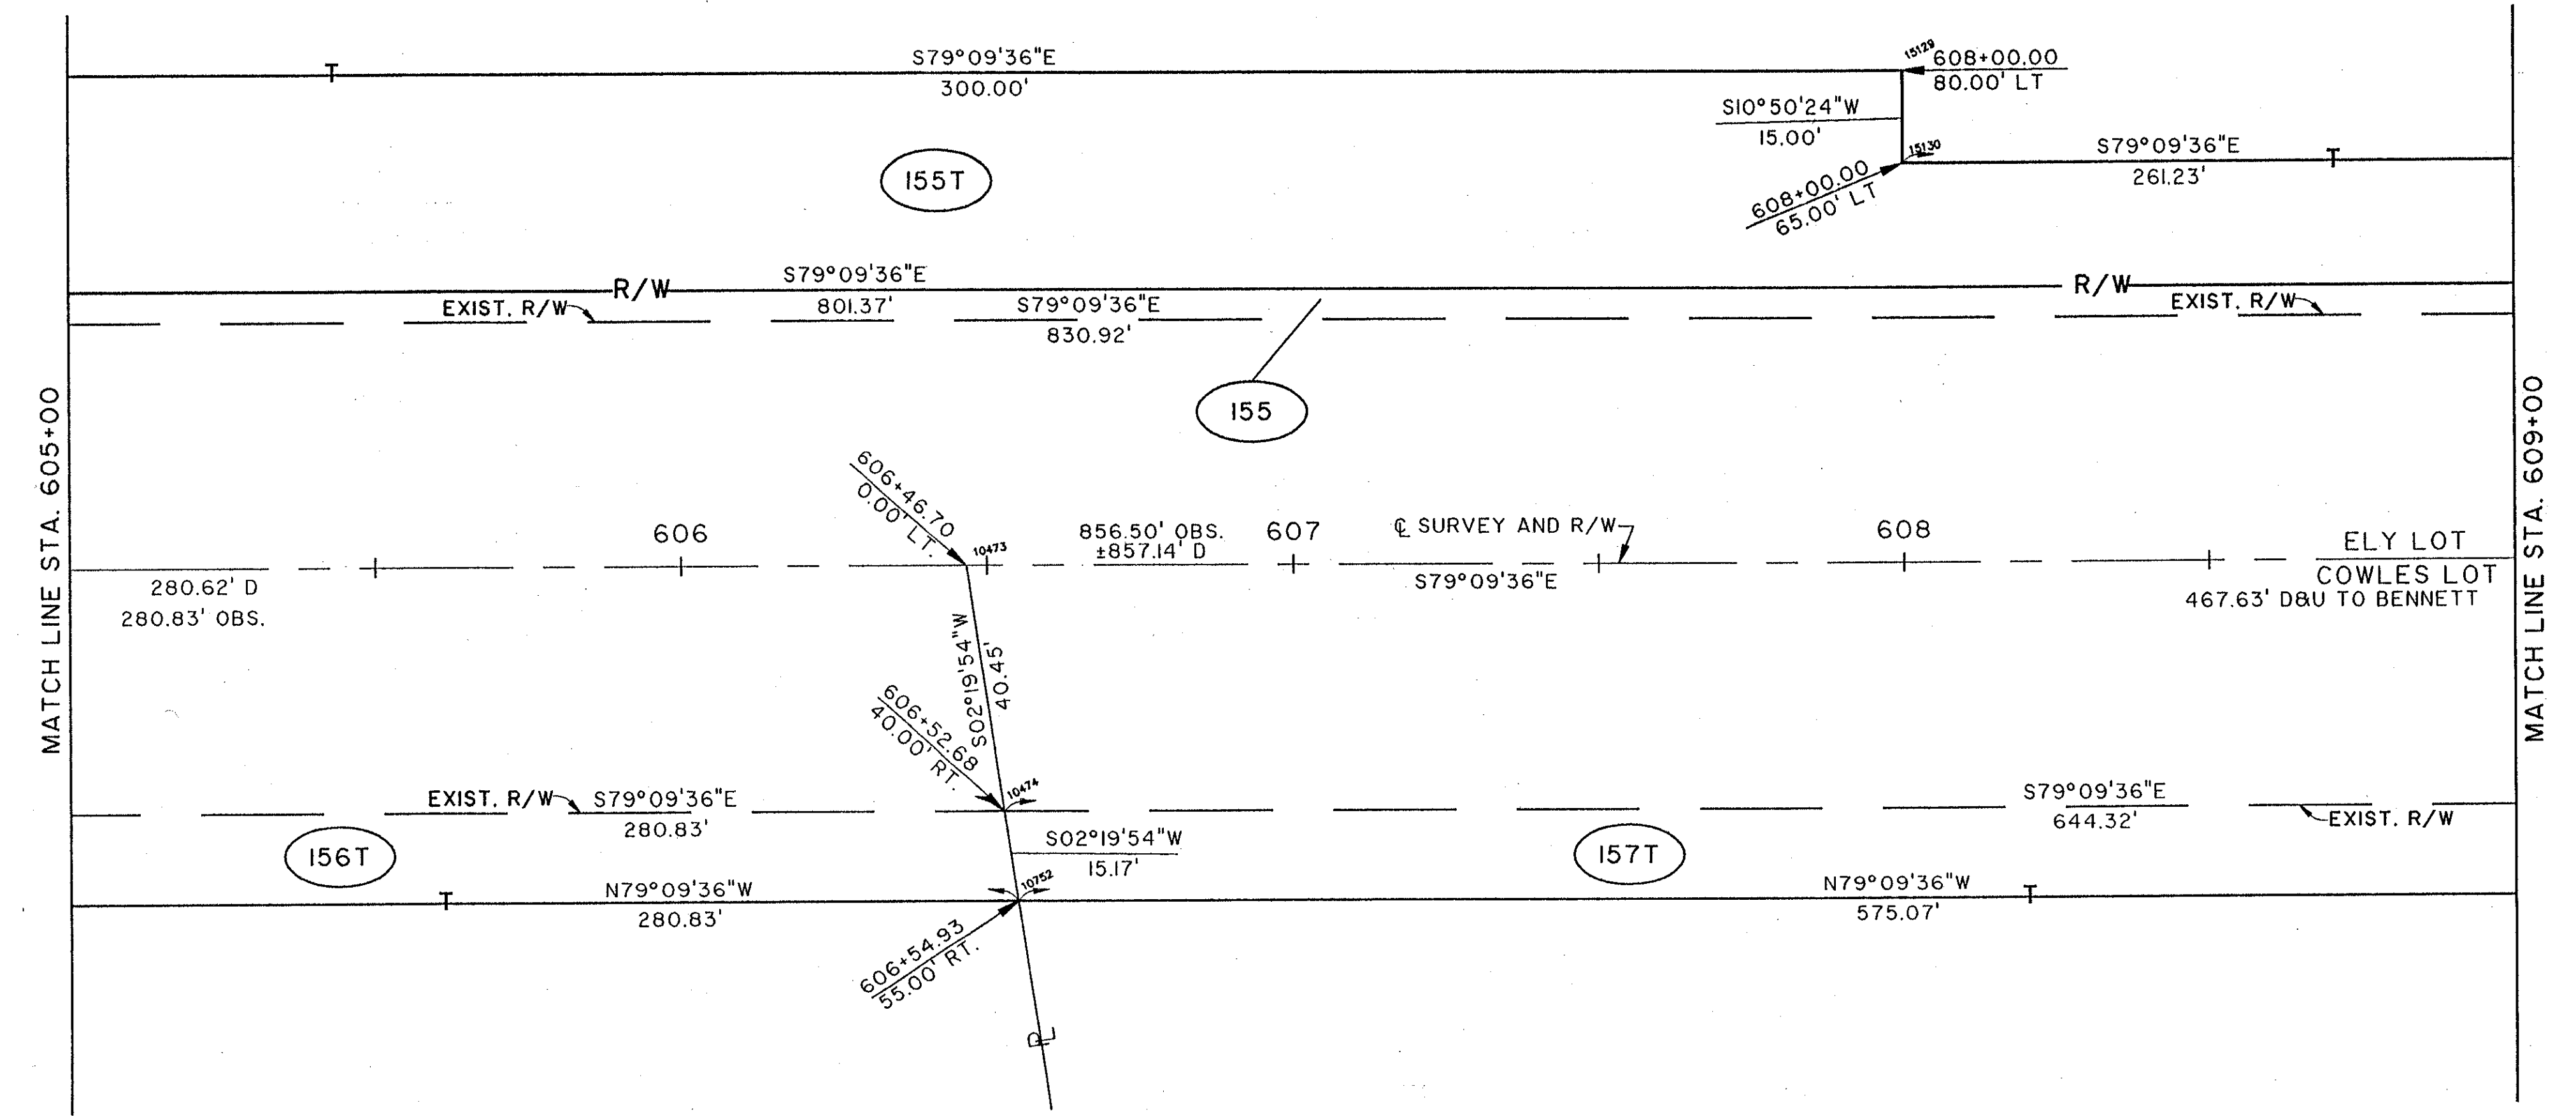 S79°09'36"E
300.00'
T
15129
608+00.00
80.00' LT
S10°50'24"W
15.00'
15130
608+00.00
65.00' LT
S79°09'36"E
261.23'
T
155T
S79°09'36"E
801.37'
R/W
R/W
EXIST. R/W
S79°09'36"E
830.92'
EXIST. R/W
155
MATCH LINE STA. 605+00
MATCH LINE STA. 609+00
606+46.70
0.00' LT.
10473
606
856.50' OBS.
±857.14' D
607
℄ SURVEY AND R/W
S79°09'36"E
608
ELY LOT
COWLES LOT
467.63' D&U TO BENNETT
280.62' D
280.83' OBS.
S02°19'54"W
40.45'
606+52.68
40.00' RT.
10474
EXIST. R/W
S79°09'36"E
280.83'
S79°09'36"E
644.32'
EXIST. R/W
S02°19'54"W
15.17'
156T
157T
10752
N79°09'36"W
280.83'
T
N79°09'36"W
575.07'
T
606+54.93
55.00' RT.
PL